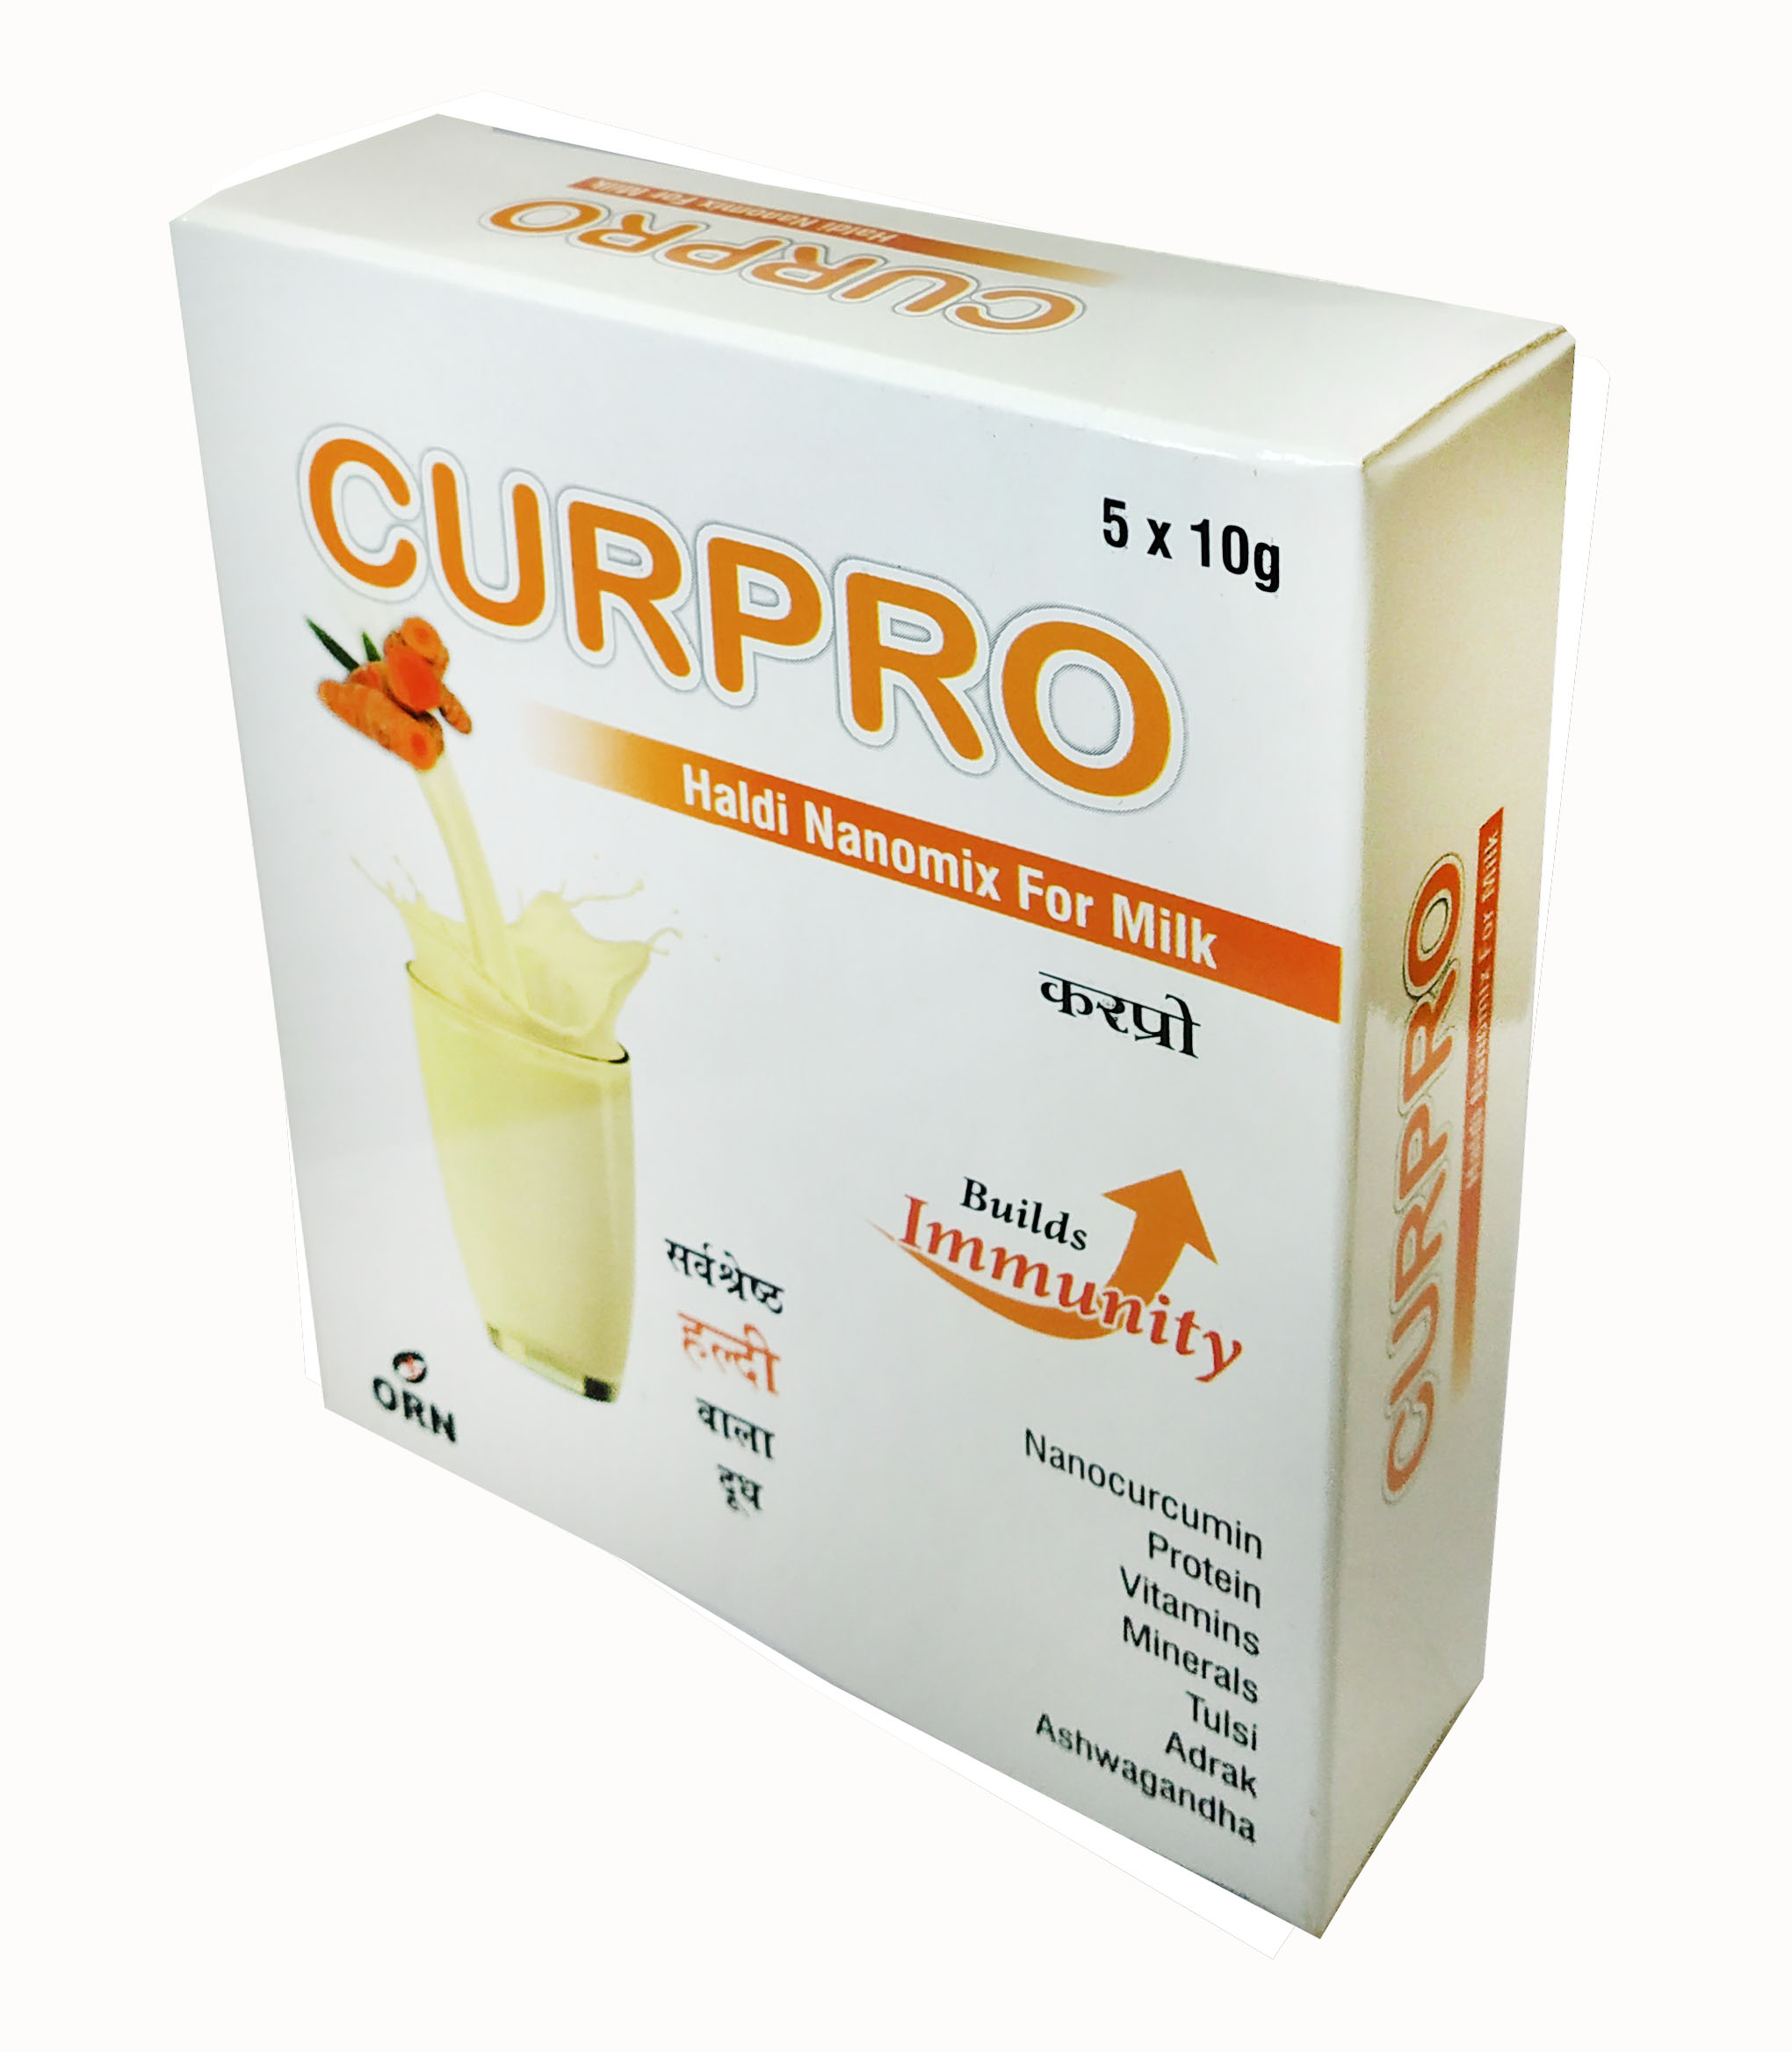 Haldi Nanomix For Milk
CURPRO
5 x 10g
CURPRO
Haldi Nanomix For Milk
करप्रो
Builds
Immunity
सर्वश्रेष्ठ
हल्दी
वाला
दूध
ORN
Nanocurcumin
Protein
Vitamins
Minerals
Tulsi
Adrak
Ashwagandha
CURPRO
Haldi Nanomix For Milk